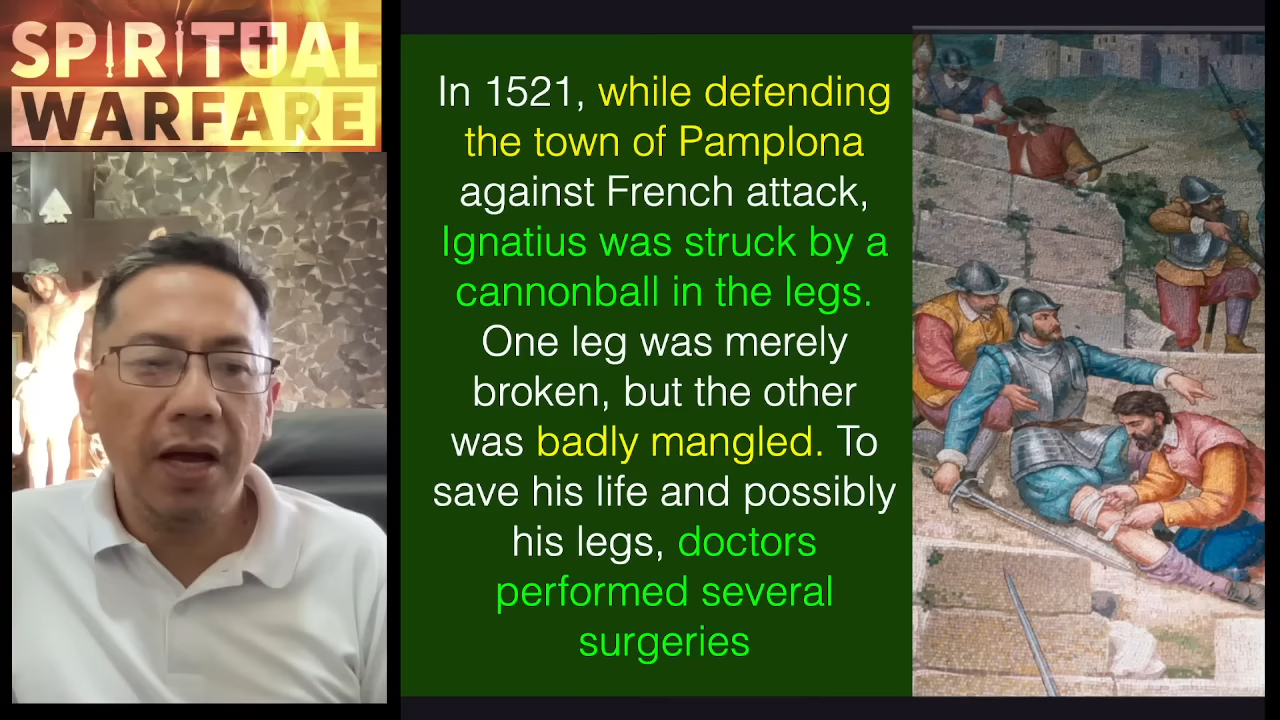 SPIRITUAL
WARFARE
In 1521, while defending
the town of Pamplona
against French attack,
Ignatius was struck by a
cannonball in the legs.
One leg was merely
broken, but the other
was badly mangled. To
save his life and possibly
his legs, doctors
performed several
surgeries